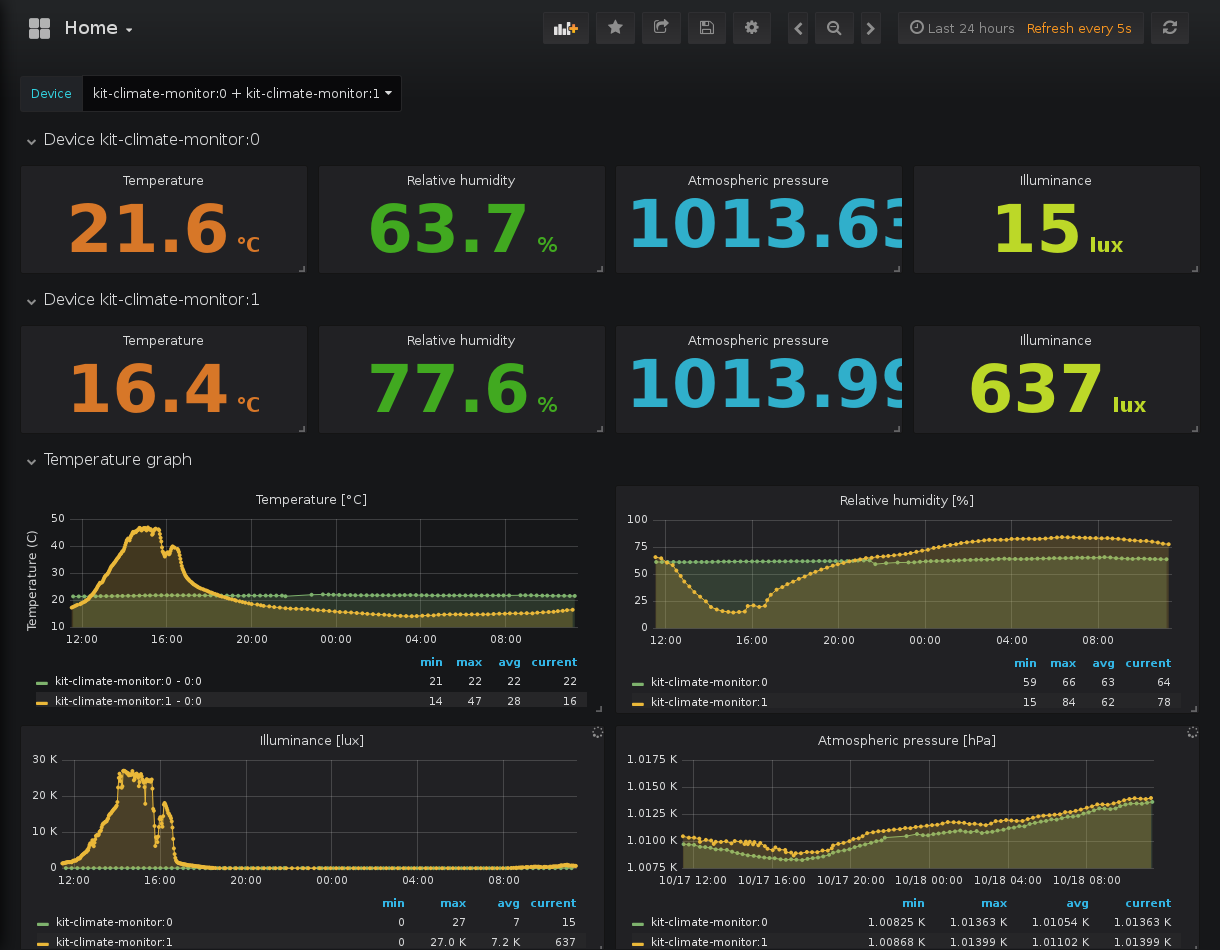 Home
Last 24 hours Refresh every 5s
Device kit-climate-monitor:0 + kit-climate-monitor:1
Device kit-climate-monitor:0
Temperature Relative humidity Atmospheric pressure Illuminance
21.6 °C 63.7 % 1013.63 15 lux
Device kit-climate-monitor:1
Temperature Relative humidity Atmospheric pressure Illuminance
16.4 °C 77.6 % 1013.99 637 lux
Temperature graph
Temperature [°C]
Temperature (C)
50
40
30
20
10
12:00 16:00 20:00 00:00 04:00 08:00
min max avg current
kit-climate-monitor:0 - 0:0 21 22 22 22
kit-climate-monitor:1 - 0:0 14 47 28 16
Relative humidity [%]
100
75
50
25
0
12:00 16:00 20:00 00:00 04:00 08:00
min max avg current
kit-climate-monitor:0 59 66 63 64
kit-climate-monitor:1 15 84 62 78
Illuminance [lux]
30 K
20 K
10 K
0
12:00 16:00 20:00 00:00 04:00 08:00
min max avg current
kit-climate-monitor:0 0 27 7 15
kit-climate-monitor:1 0 27.0 K 7.2 K 637
Atmospheric pressure [hPa]
1.0175 K
1.0150 K
1.0125 K
1.0100 K
1.0075 K
10/17 12:00 10/17 16:00 10/17 20:00 10/18 00:00 10/18 04:00 10/18 08:00
min max avg current
kit-climate-monitor:0 1.00825 K 1.01363 K 1.01054 K 1.01363 K
kit-climate-monitor:1 1.00868 K 1.01399 K 1.01102 K 1.01399 K